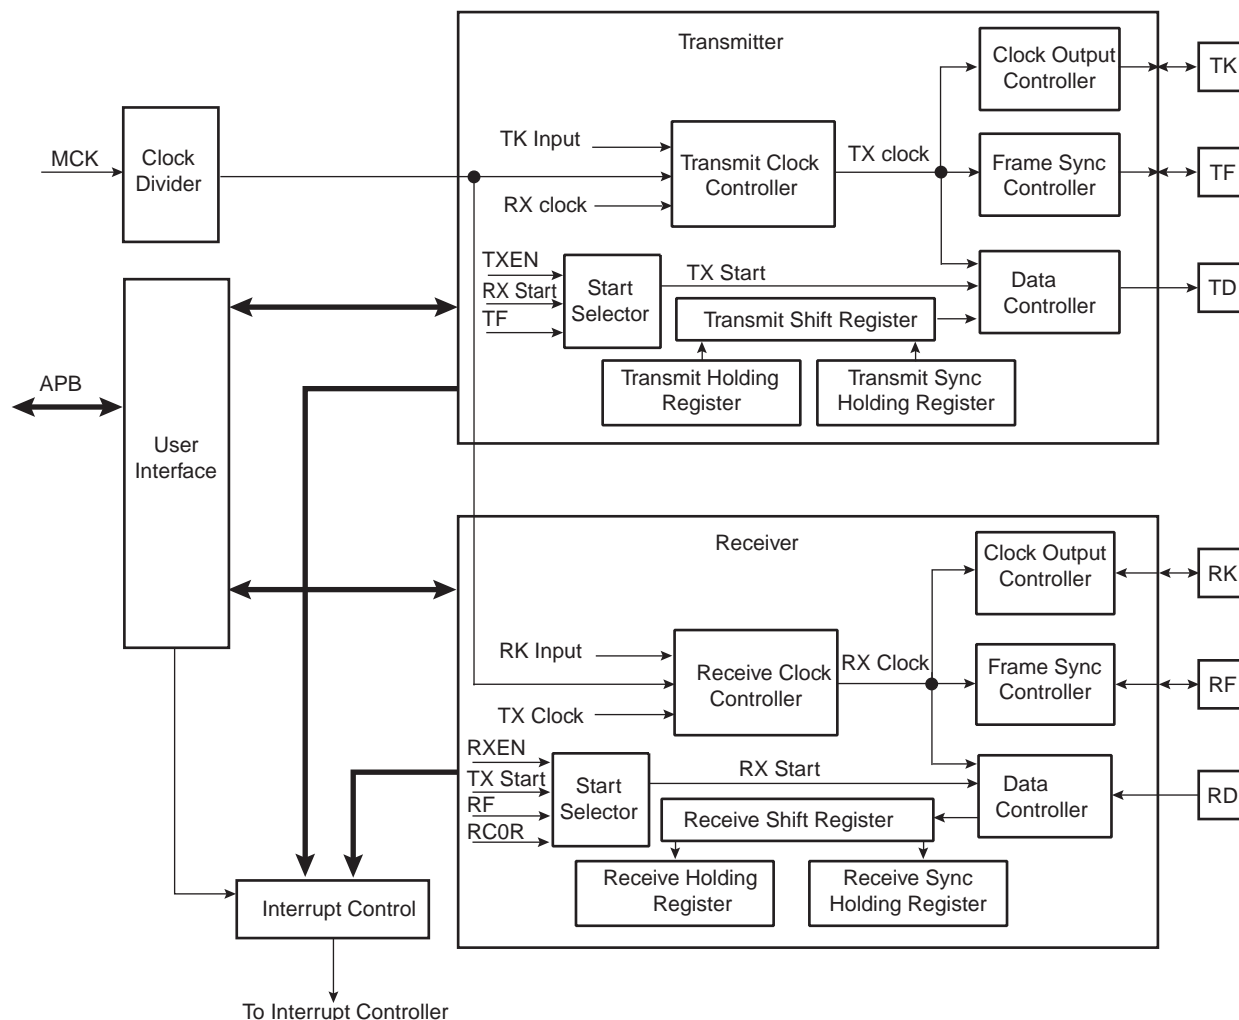 Transmitter
Clock Output
Controller
TK
MCK
Clock
Divider
TK Input
Transmit Clock
Controller
TX clock
Frame Sync
Controller
TF
RX clock
TXEN
RX Start
TF
Start
Selector
TX Start
Data
Controller
TD
Transmit Shift Register
Transmit Holding
Register
Transmit Sync
Holding Register
APB
User
Interface
Receiver
Clock Output
Controller
RK
RK Input
Receive Clock
Controller
RX Clock
Frame Sync
Controller
RF
TX Clock
RXEN
TX Start
RF
RC0R
Start
Selector
RX Start
Data
Controller
RD
Receive Shift Register
Receive Holding
Register
Receive Sync
Holding Register
Interrupt Control
To Interrupt Controller